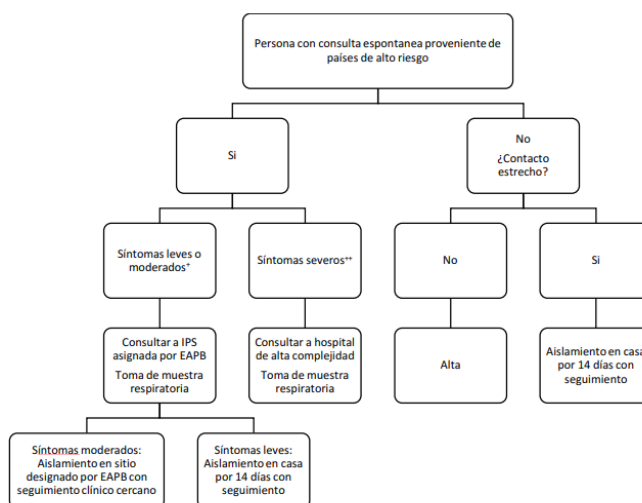 Persona con consulta espontanea proveniente de
países de alto riesgo
Si
No
¿Contacto
estrecho?
Síntomas leves o
moderados⁺
Síntomas severos⁺⁺
No
Si
Consultar a IPS
asignada por EAPB
Toma de muestra
respiratoria
Consultar a hospital
de alta complejidad
Toma de muestra
respiratoria
Alta
Aislamiento en casa
por 14 días con
seguimiento
Síntomas moderados:
Aislamiento en sitio
designado por EAPB con
seguimiento clínico cercano
Síntomas leves:
Aislamiento en casa
por 14 días con
seguimiento